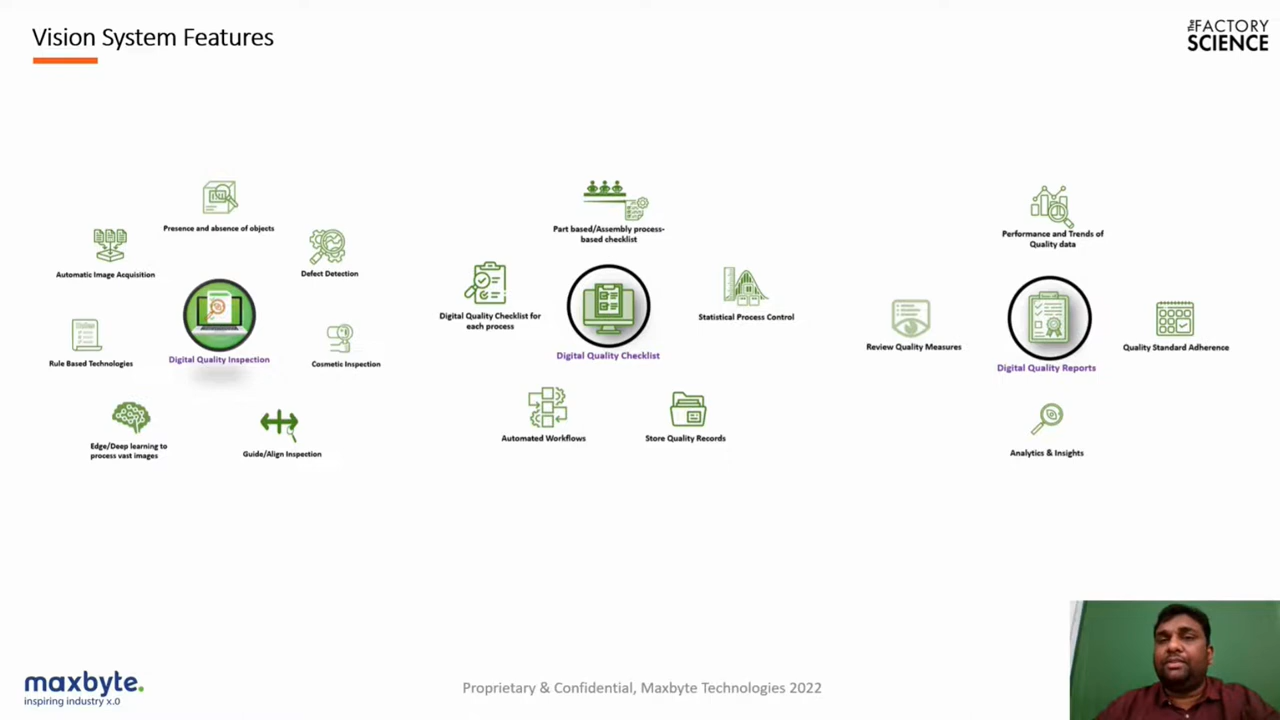 Vision System Features
The
FACTORY
SCIENCE
Presence and absence of objects
Automatic Image Acquisition
Defect Detection
Rule Based Technologies
Digital Quality Inspection
Cosmetic Inspection
Edge/Deep learning to
process vast images
Guide/Align Inspection
Part based/Assembly process-
based checklist
Digital Quality Checklist for
each process
Statistical Process Control
Digital Quality Checklist
Automated Workflows
Store Quality Records
Performance and Trends of
Quality data
Review Quality Measures
Quality Standard Adherence
Digital Quality Reports
Analytics & Insights
maxbyte.
inspiring industry x.0
Proprietary & Confidential, Maxbyte Technologies 2022